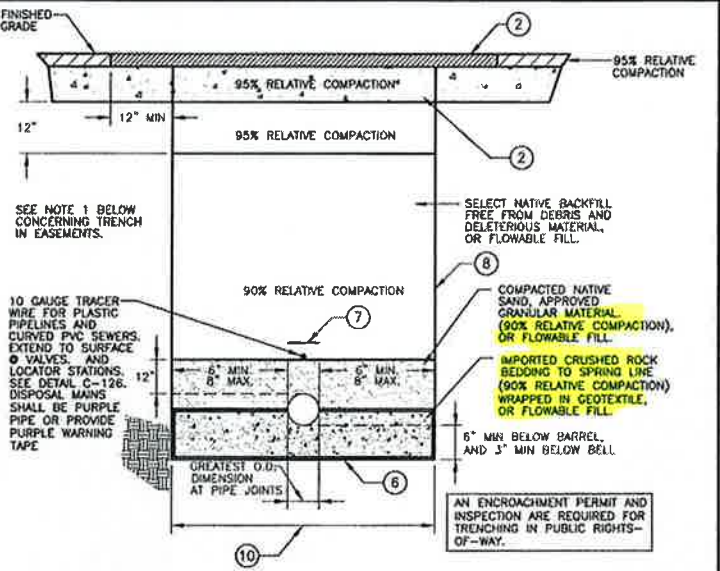 FINISHED
GRADE
2
95% RELATIVE
COMPACTION
95% RELATIVE COMPACTION*
12"
12" MIN
95% RELATIVE COMPACTION
2
SEE NOTE 1 BELOW
CONCERNING TRENCH
IN EASEMENTS.
SELECT NATIVE BACKFILL
FREE FROM DEBRIS AND
DELETERIOUS MATERIAL,
OR FLOWABLE FILL.
8
90% RELATIVE COMPACTION
7
10 GAUGE TRACER
WIRE FOR PLASTIC
PIPELINES AND
CURVED PVC SEWERS.
EXTEND TO SURFACE
@ VALVES. AND
LOCATOR STATIONS.
SEE DETAIL C-126.
DISPOSAL MAINS
SHALL BE PURPLE
PIPE OR PROVIDE
PURPLE WARNING
TAPE
12"
6" MIN.
8" MAX.
6" MIN.
8" MAX.
COMPACTED NATIVE
SAND, APPROVED
GRANULAR MATERIAL.
(90% RELATIVE COMPACTION),
OR FLOWABLE FILL.
IMPORTED CRUSHED ROCK
BEDDING TO SPRING LINE
(90% RELATIVE COMPACTION)
WRAPPED IN GEOTEXTILE,
OR FLOWABLE FILL.
6" MIN BELOW BARREL,
AND 3" MIN BELOW BELL
GREATEST O.D.
DIMENSION
AT PIPE JOINTS
6
AN ENCROACHMENT PERMIT AND
INSPECTION ARE REQUIRED FOR
TRENCHING IN PUBLIC RIGHTS-
OF-WAY.
10